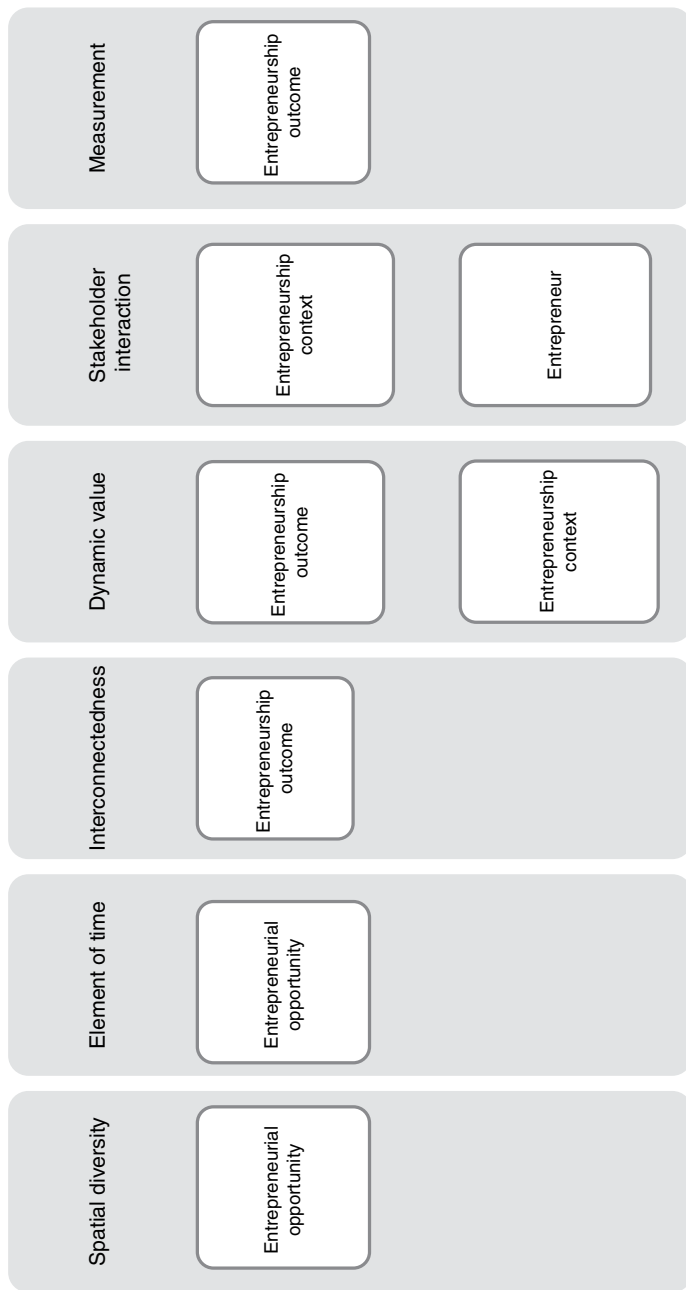 Spatial diversity
Entrepreneurial
opportunity
Element of time
Entrepreneurial
opportunity
Interconnectedness
Entrepreneurship
outcome
Dynamic value
Entrepreneurship
outcome
Entrepreneurship
context
Stakeholder
interaction
Entrepreneurship
context
Entrepreneur
Measurement
Entrepreneurship
outcome